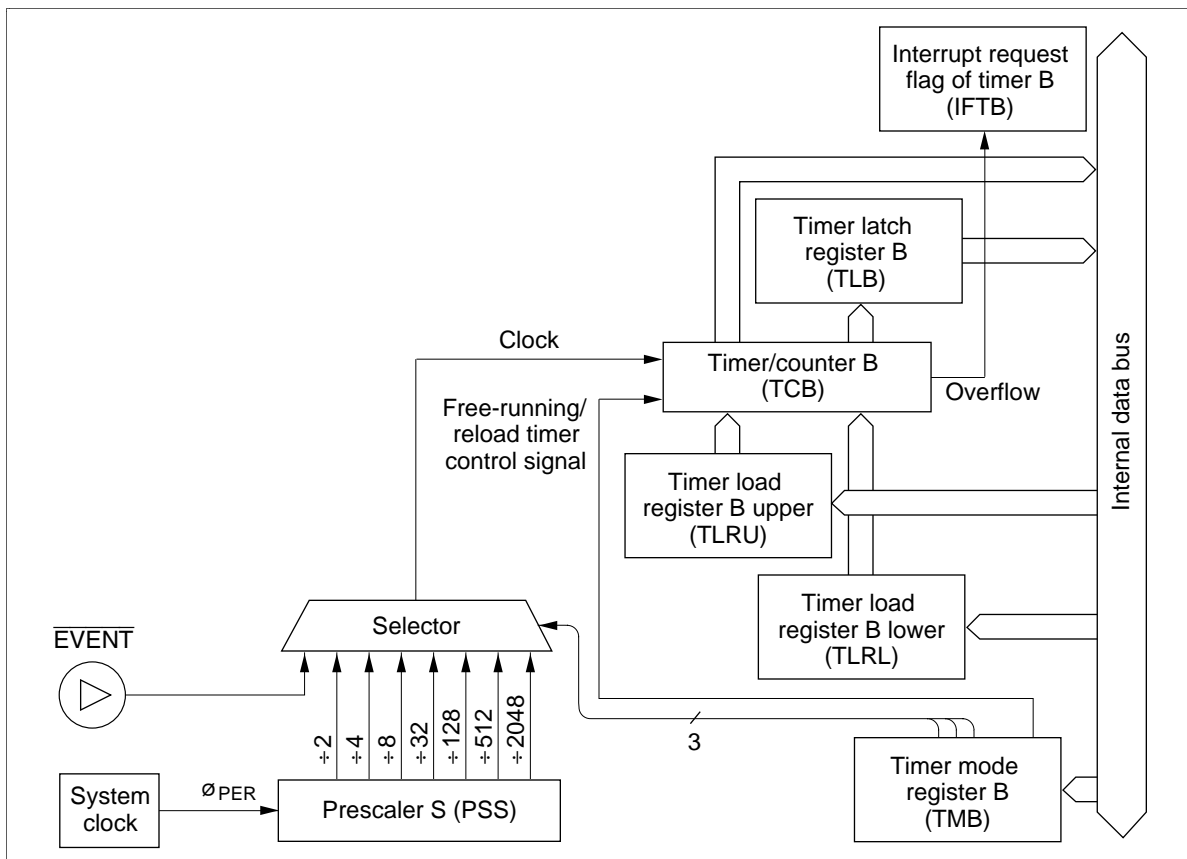 Interrupt request
flag of timer B
(IFTB)
Timer latch
register B
(TLB)
Clock
Timer/counter B
(TCB)
Overflow
Free-running/
reload timer
control signal
Timer load
register B upper
(TLRU)
Internal data bus
Timer load
register B lower
(TLRL)
Selector
EVENT
÷2
÷4
÷8
÷32
÷128
÷512
÷2048
3
Timer mode
register B
(TMB)
System
clock
ø PER
Prescaler S (PSS)